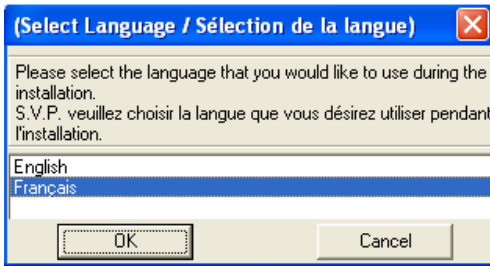 (Select Language / Sélection de la langue)
Please select the language that you would like to use during the
installation.
S.V.P. veuillez choisir la langue que vous désirez utiliser pendant
l'installation.
English
Français
OK Cancel